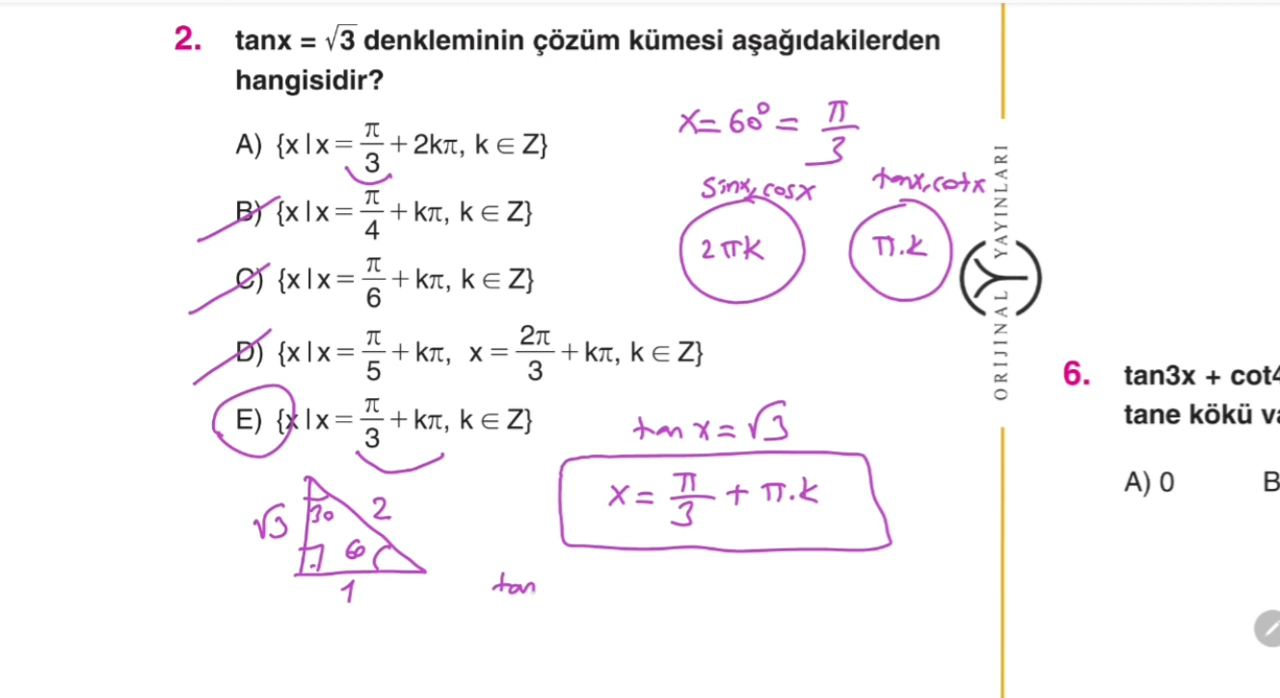 2. tanx = √3 denkleminin çözüm kümesi aşağıdakilerden
hangisidir?
A) {x | x = π/3 + 2kπ, k ∈ Z}
B) {x | x = π/4 + kπ, k ∈ Z}
C) {x | x = π/6 + kπ, k ∈ Z}
D) {x | x = π/5 + kπ, x = 2π/3 + kπ, k ∈ Z}
E) {x | x = π/3 + kπ, k ∈ Z}
x = 60° = π/3
sinx, cosx
2πk
tanx, cotx
π.k
tan x = √3
x = π/3 + π.k
√3
30
2
60
1
tan
ORIJINAL YAYINLARI
6. tan3x + cot4
tane kökü va
A) 0 B